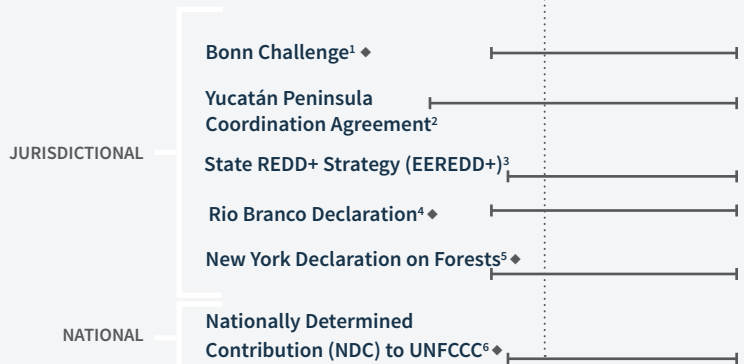 JURISDICTIONAL
Bonn Challenge¹ ◆
Yucatán Peninsula
Coordination Agreement²
State REDD+ Strategy (EEREDD+)³
Rio Branco Declaration⁴ ◆
New York Declaration on Forests⁵ ◆
NATIONAL
Nationally Determined
Contribution (NDC) to UNFCCC⁶ ◆